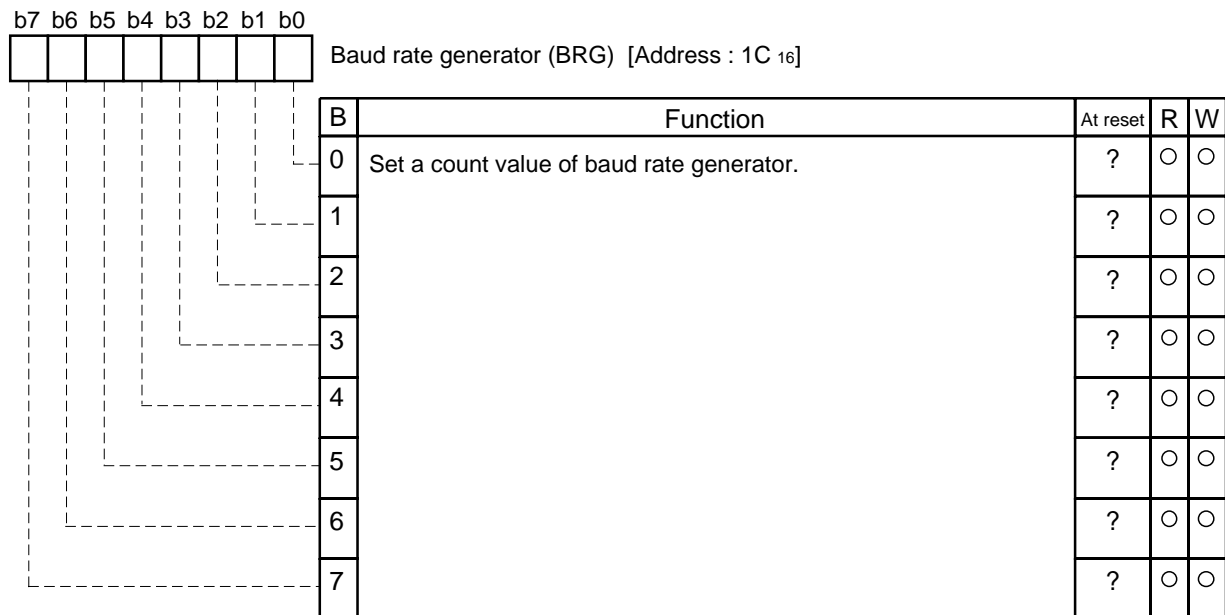 b7 b6 b5 b4 b3 b2 b1 b0
Baud rate generator (BRG) [Address : 1C 16]
B Function At reset R W
0 Set a count value of baud rate generator. ? ○ ○
1 ? ○ ○
2 ? ○ ○
3 ? ○ ○
4 ? ○ ○
5 ? ○ ○
6 ? ○ ○
7 ? ○ ○